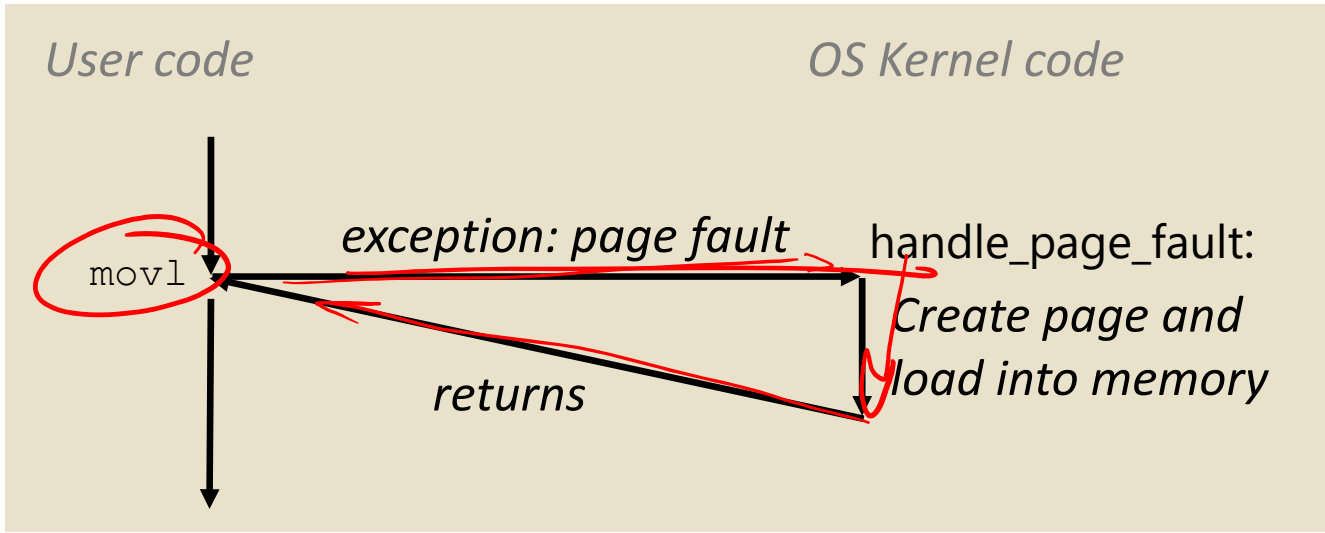 User code
OS Kernel code
exception: page fault
handle_page_fault:
movl
Create page and
load into memory
returns